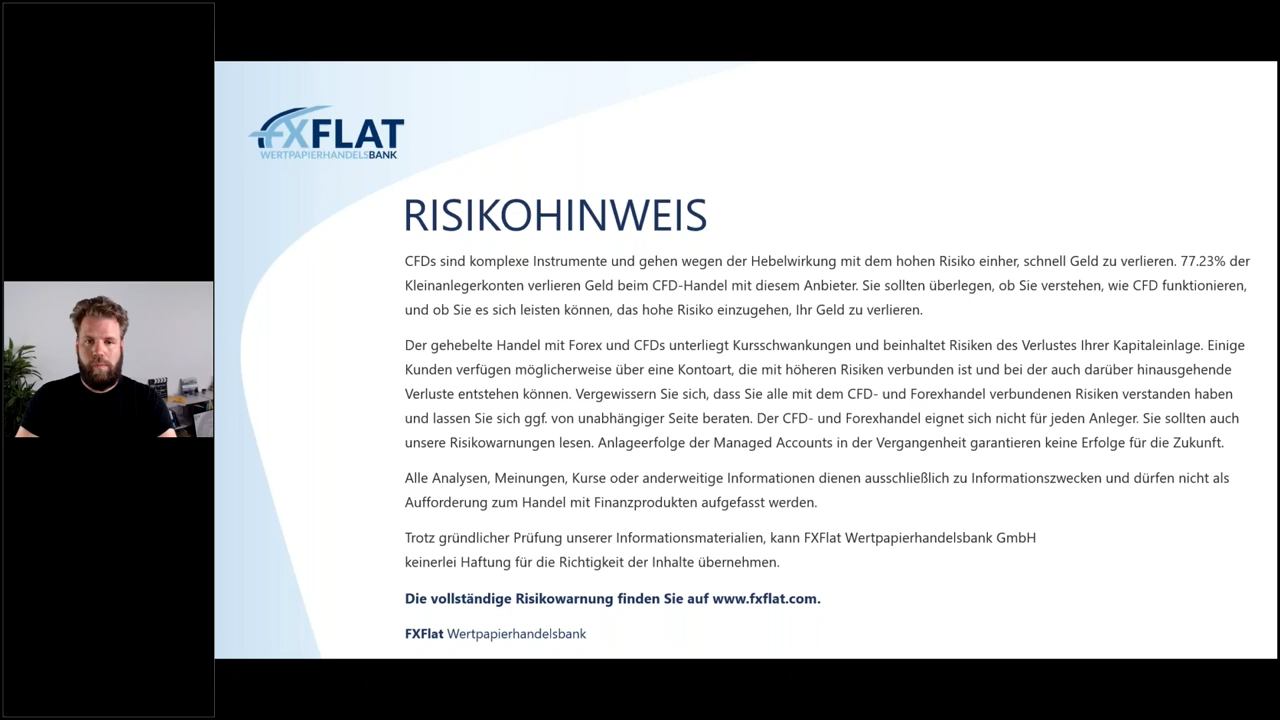 FXFLAT
WERTPAPIERHANDELSBANK
RISIKOHINWEIS
CFDs sind komplexe Instrumente und gehen wegen der Hebelwirkung mit dem hohen Risiko einher, schnell Geld zu verlieren. 77.23% der
Kleinanlegerkonten verlieren Geld beim CFD-Handel mit diesem Anbieter. Sie sollten überlegen, ob Sie verstehen, wie CFD funktionieren,
und ob Sie es sich leisten können, das hohe Risiko einzugehen, Ihr Geld zu verlieren.
Der gehebelte Handel mit Forex und CFDs unterliegt Kursschwankungen und beinhaltet Risiken des Verlustes Ihrer Kapitaleinlage. Einige
Kunden verfügen möglicherweise über eine Kontoart, die mit höheren Risiken verbunden ist und bei der auch darüber hinausgehende
Verluste entstehen können. Vergewissern Sie sich, dass Sie alle mit dem CFD- und Forexhandel verbundenen Risiken verstanden haben
und lassen Sie sich ggf. von unabhängiger Seite beraten. Der CFD- und Forexhandel eignet sich nicht für jeden Anleger. Sie sollten auch
unsere Risikowarnungen lesen. Anlageerfolge der Managed Accounts in der Vergangenheit garantieren keine Erfolge für die Zukunft.
Alle Analysen, Meinungen, Kurse oder anderweitige Informationen dienen ausschließlich zu Informationszwecken und dürfen nicht als
Aufforderung zum Handel mit Finanzprodukten aufgefasst werden.
Trotz gründlicher Prüfung unserer Informationsmaterialien, kann FXFlat Wertpapierhandelsbank GmbH
keinerlei Haftung für die Richtigkeit der Inhalte übernehmen.
Die vollständige Risikowarnung finden Sie auf www.fxflat.com.
FXFlat Wertpapierhandelsbank